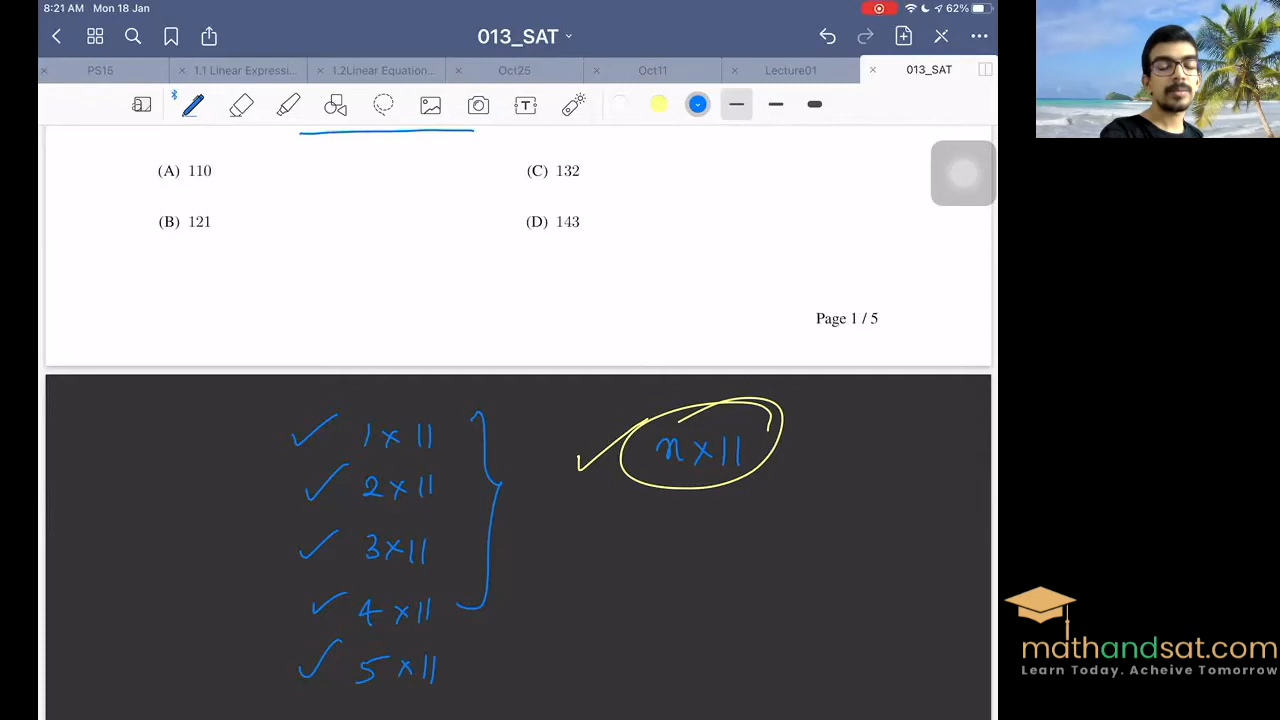 8:21 AM Mon 18 Jan
62%
013_SAT
PS15
1.1 Linear Expressi...
1.2Linear Equation...
Oct25
Oct11
Lecture01
013_SAT
(A) 110
(C) 132
(B) 121
(D) 143
Page 1 / 5
1 x 11
n x 11
2 x 11
3 x 11
4 x 11
5 x 11
mathandsat.com
Learn Today. Acheive Tomorrow